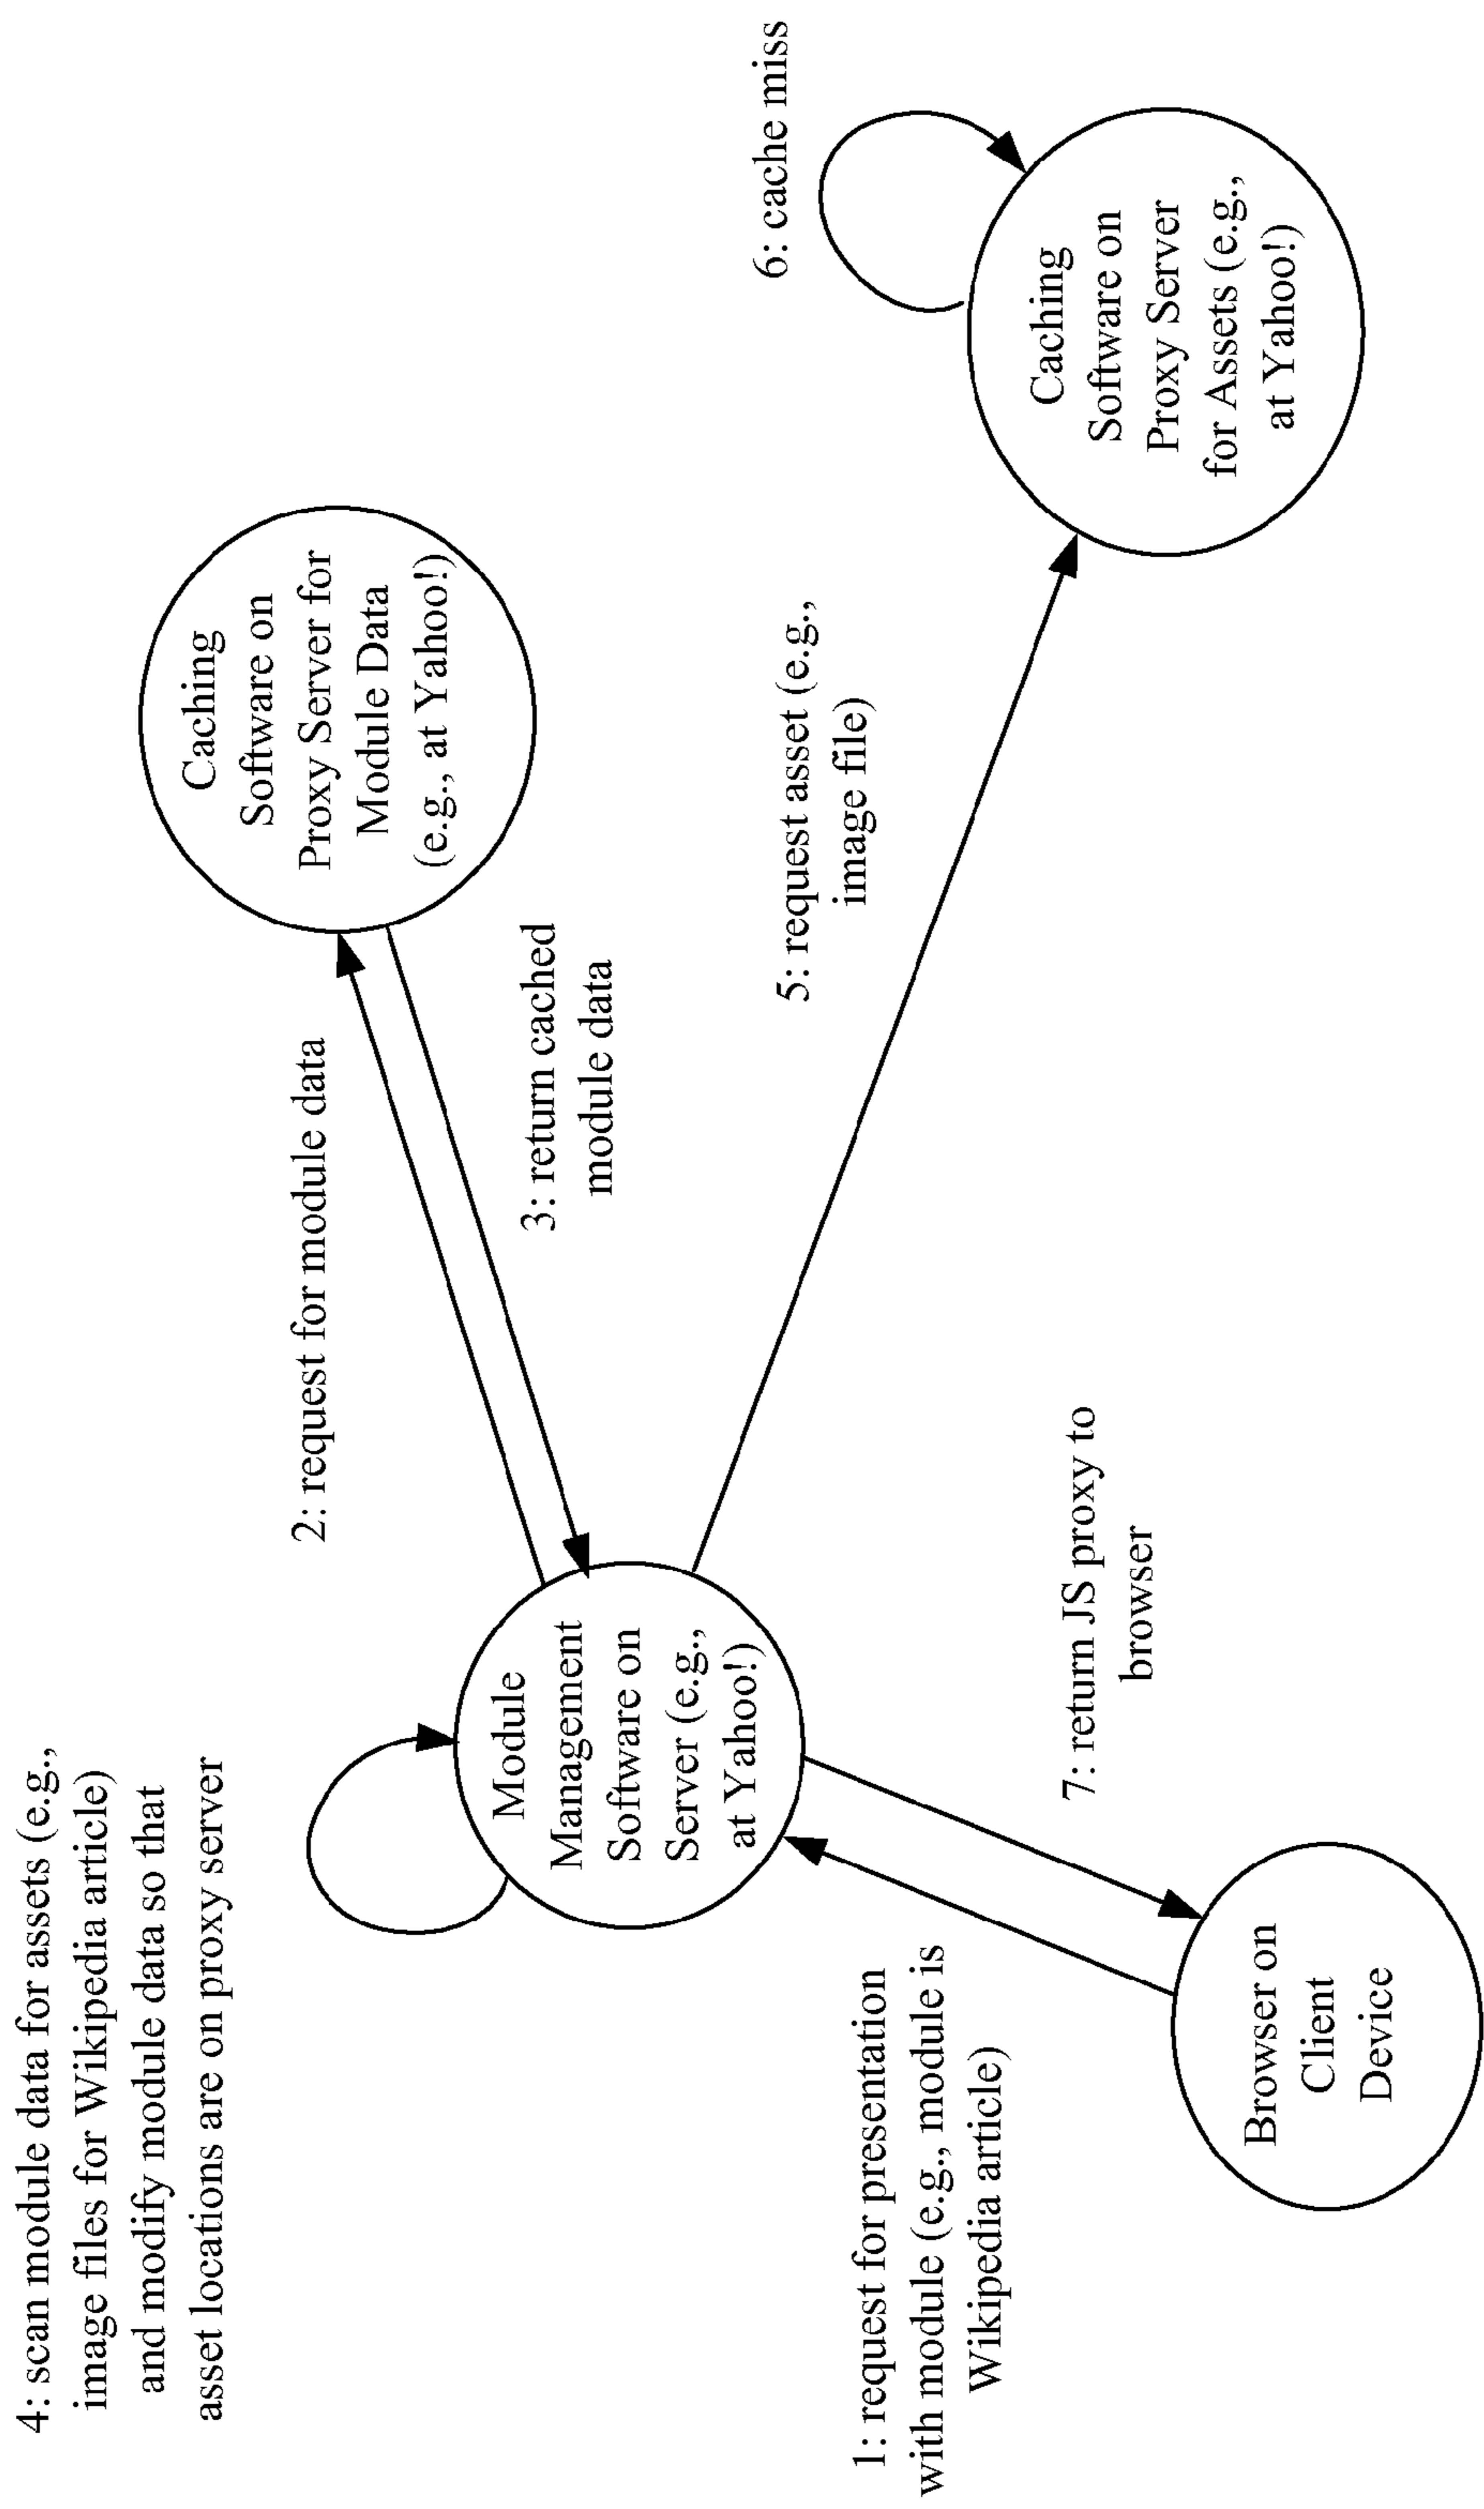 4: scan module data for assets (e.g.,
image files for Wikipedia article)
and modify module data so that
asset locations are on proxy server
2: request for module data
Caching
Software on
Proxy Server for
Module Data
(e.g., at Yahoo!)
3: return cached
module data
Module
Management
Software on
Server (e.g.,
at Yahoo!)
5: request asset (e.g.,
image file)
6: cache miss
Caching
Software on
Proxy Server
for Assets (e.g.,
at Yahoo!)
1: request for presentation
with module (e.g., module is
Wikipedia article)
7: return JS proxy to
browser
Browser on
Client
Device